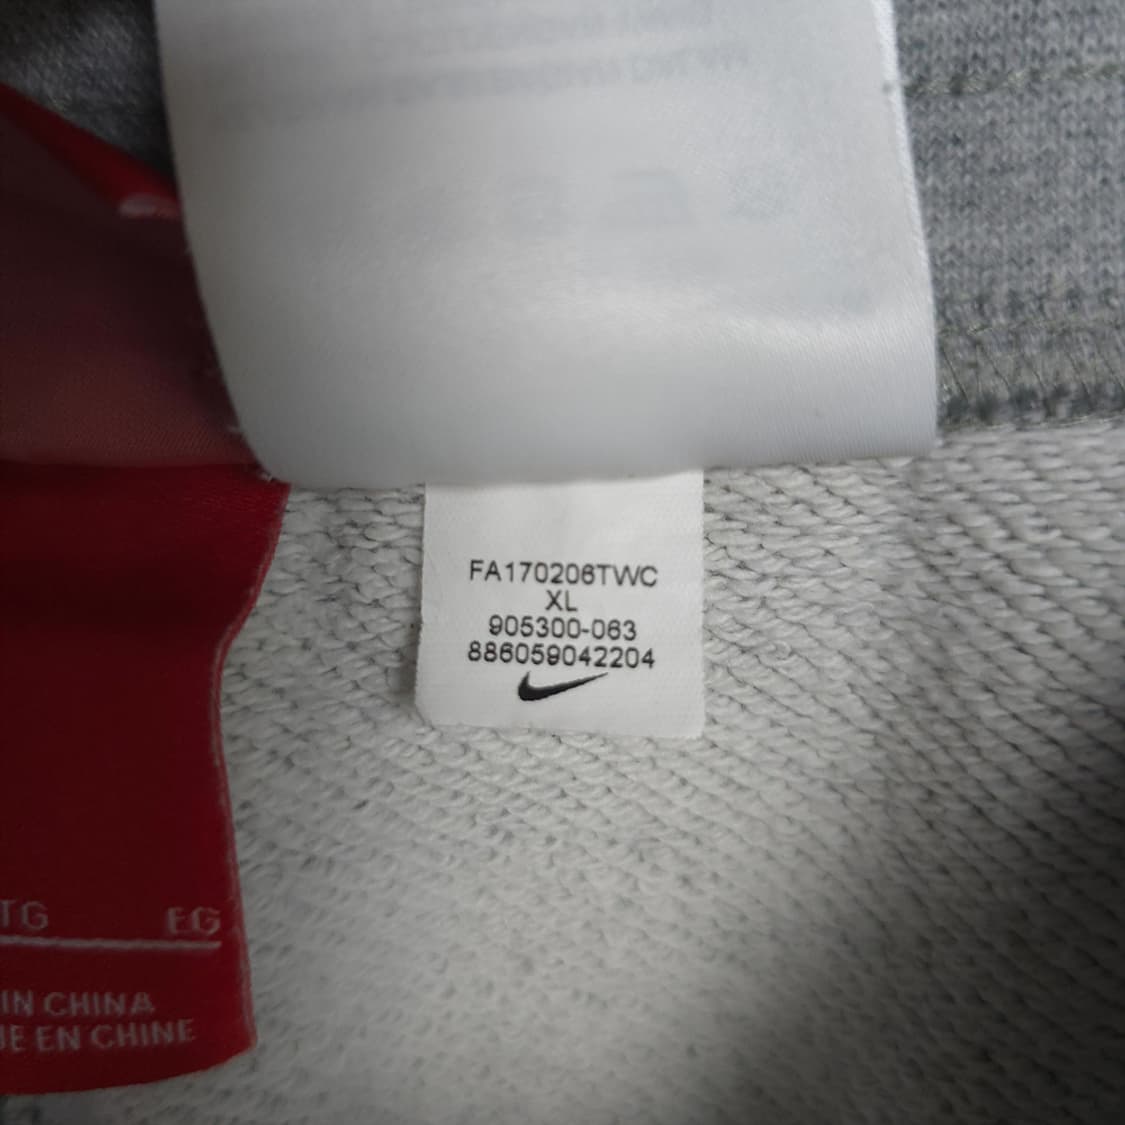 FA170206TWC
XL
905300-063
886059042204
TG EG
IN CHINA
EN CHINE